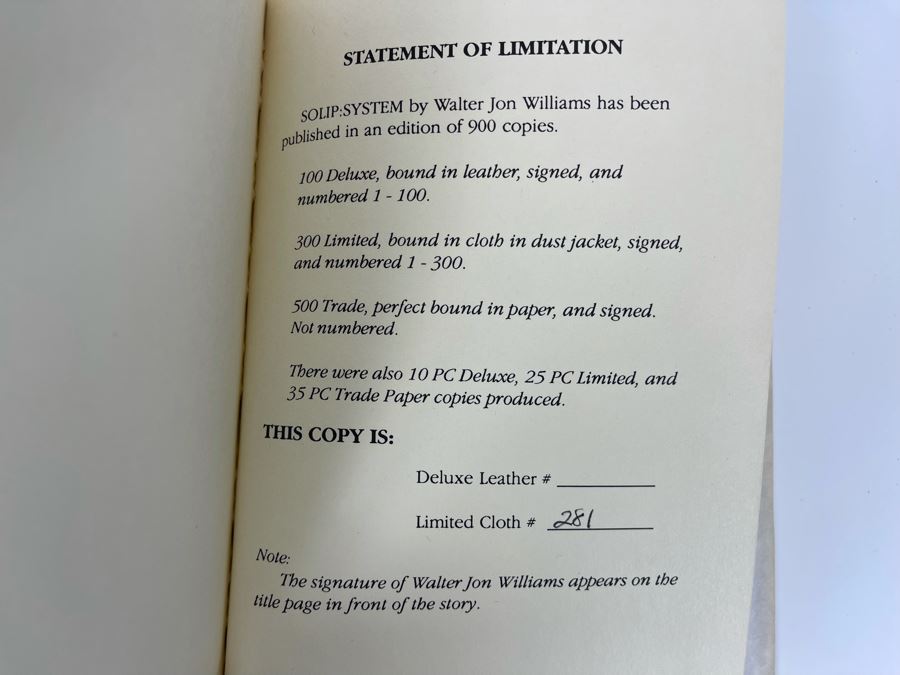 STATEMENT OF LIMITATION
SOLIP:SYSTEM by Walter Jon Williams has been
published in an edition of 900 copies.
100 Deluxe, bound in leather, signed, and
numbered 1 - 100.
300 Limited, bound in cloth in dust jacket, signed,
and numbered 1 - 300.
500 Trade, perfect bound in paper, and signed.
Not numbered.
There were also 10 PC Deluxe, 25 PC Limited, and
35 PC Trade Paper copies produced.
THIS COPY IS:
Deluxe Leather # __________
Limited Cloth # 281
Note:
The signature of Walter Jon Williams appears on the
title page in front of the story.